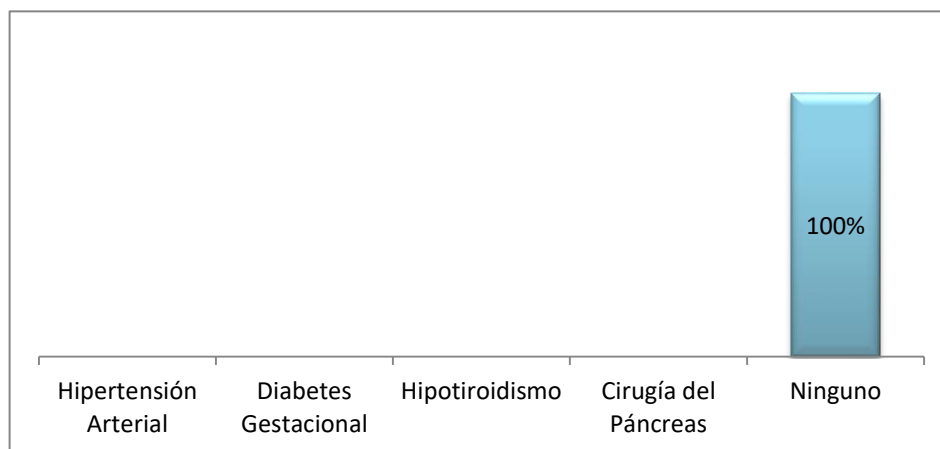 100%
Hipertensión
Arterial
Diabetes
Gestacional
Hipotiroidismo
Cirugía del
Páncreas
Ninguno